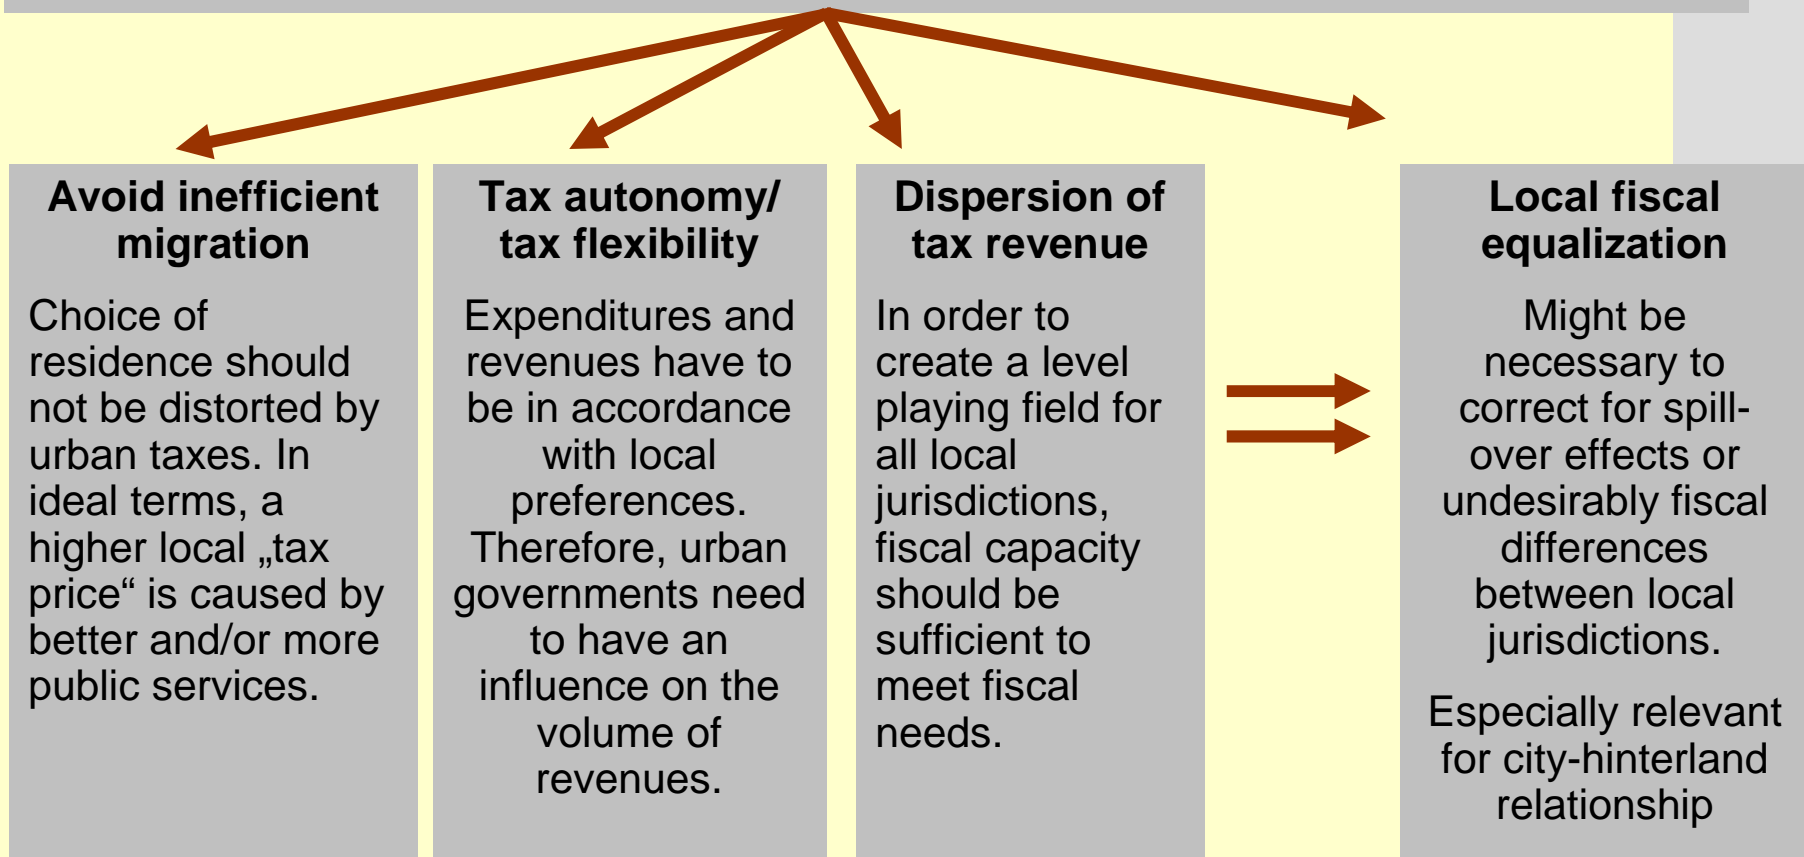 Avoid inefficient
migration
Choice of
residence should
not be distorted by
urban taxes. In
ideal terms, a
higher local „tax
price“ is caused by
better and/or more
public services.
Tax autonomy/
tax flexibility
Expenditures and
revenues have to
be in accordance
with local
preferences.
Therefore, urban
governments need
to have an
influence on the
volume of
revenues.
Dispersion of
tax revenue
In order to
create a level
playing field for
all local
jurisdictions,
fiscal capacity
should be
sufficient to
meet fiscal
needs.
Local fiscal
equalization
Might be
necessary to
correct for spill-
over effects or
undesirably fiscal
differences
between local
jurisdictions.
Especially relevant
for city-hinterland
relationship